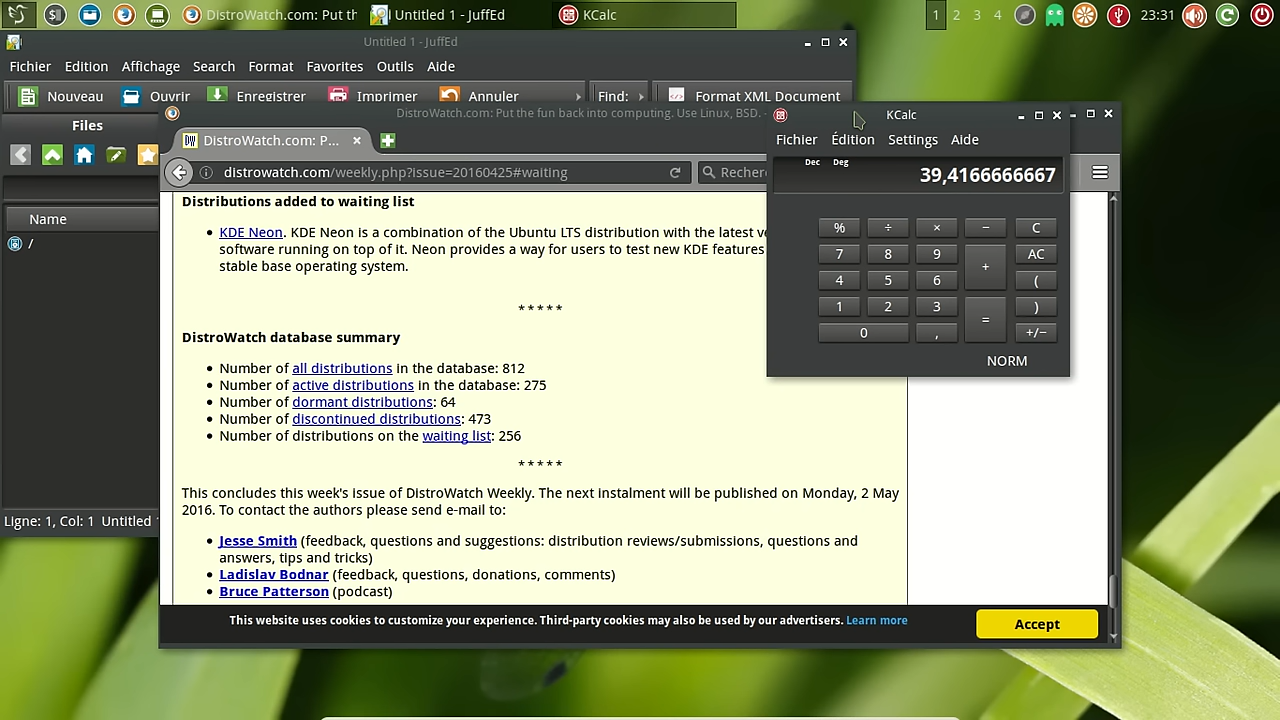 DistroWatch.com: Put th
Untitled 1 - JuffEd
KCalc
1 2 3 4
23:31
Untitled 1 - JuffEd
Fichier Edition Affichage Search Format Favorites Outils Aide
Nouveau Ouvrir Enregistrer Imprimer Annuler Find: Format XML Document
Files
Name
/
Ligne: 1, Col: 1 Untitled
DistroWatch.com: Put the fun back into computing. Use Linux, BSD. -
DistroWatch.com: P...
distrowatch.com/weekly.php?issue=20160425#waiting
Recher
Distributions added to waiting list
KDE Neon. KDE Neon is a combination of the Ubuntu LTS distribution with the latest ve
software running on top of it. Neon provides a way for users to test new KDE features
stable base operating system.
*****
DistroWatch database summary
Number of all distributions in the database: 812
Number of active distributions in the database: 275
Number of dormant distributions: 64
Number of discontinued distributions: 473
Number of distributions on the waiting list: 256
*****
This concludes this week's issue of DistroWatch Weekly. The next instalment will be published on Monday, 2 May
2016. To contact the authors please send e-mail to:
Jesse Smith (feedback, questions and suggestions: distribution reviews/submissions, questions and
answers, tips and tricks)
Ladislav Bodnar (feedback, questions, donations, comments)
Bruce Patterson (podcast)
This website uses cookies to customize your experience. Third-party cookies may also be used by our advertisers. Learn more
Accept
KCalc
Fichier Édition Settings Aide
Dec Deg
39,4166666667
% ÷ × − C
7 8 9 + AC
4 5 6 (
1 2 3 = )
0 , +/−
NORM